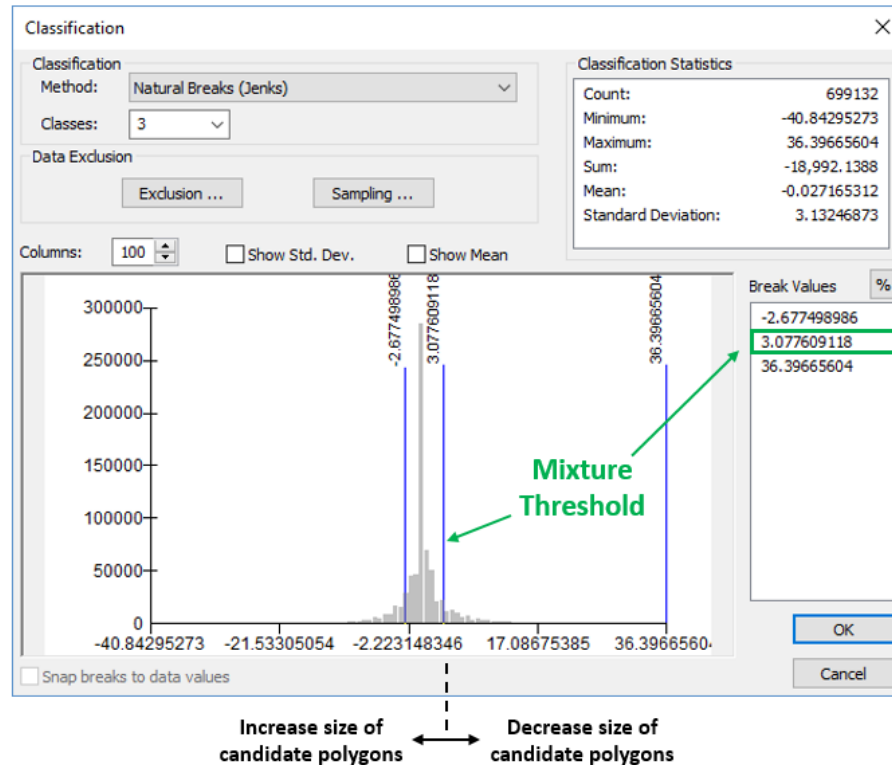 Classification
Classification
Method:
Natural Breaks (Jenks)
Classes:
3
Data Exclusion
Exclusion ...
Sampling ...
Classification Statistics
Count: 699132
Minimum: -40.84295273
Maximum: 36.39665604
Sum: -18,992.1388
Mean: -0.027165312
Standard Deviation: 3.13246873
Columns:
100
Show Std. Dev.
Show Mean
Break Values
%
-2.677498986
3.077609118
36.39665604
300000
250000
200000
150000
100000
50000
0
-2.677498986
3.077609118
36.39665604
Mixture
Threshold
-40.84295273 -21.53305054 -2.223148346 17.08675385 36.39665604
Snap breaks to data values
OK
Cancel
Increase size of
candidate polygons
Decrease size of
candidate polygons